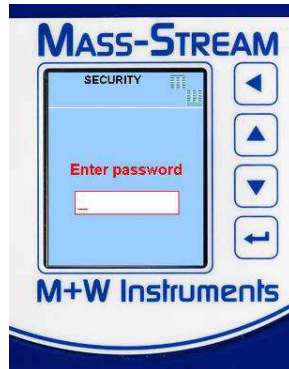 MASS-STREAM
SECURITY
Enter password
_
M+W Instruments